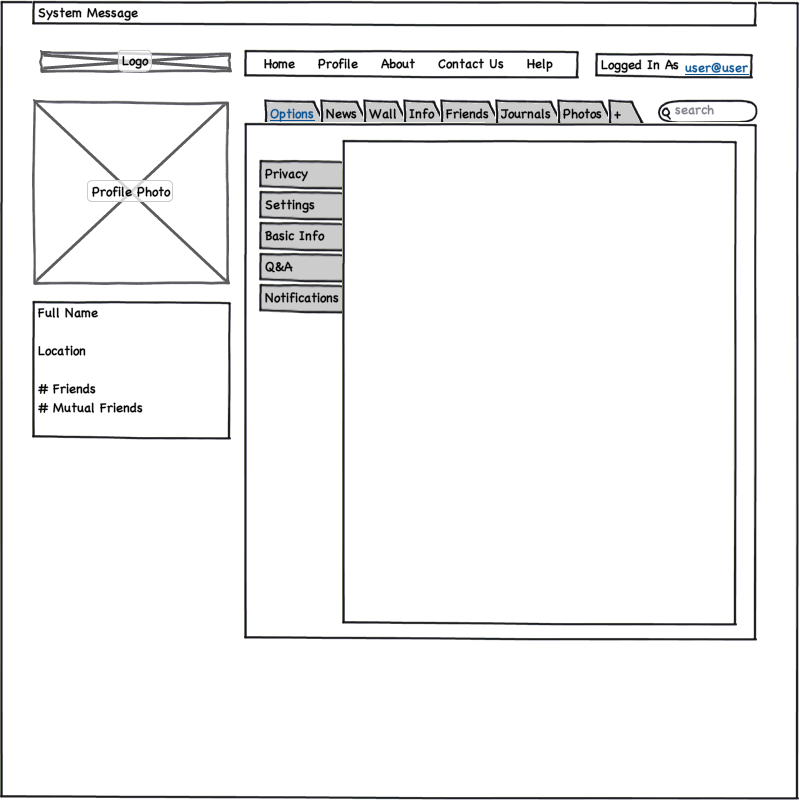 System Message
Logo
Home Profile About Contact Us Help
Logged In As user@user
Options News Wall Info Friends Journals Photos +
search
Profile Photo
Privacy
Settings
Basic Info
Q&A
Notifications
Full Name
Location
# Friends
# Mutual Friends